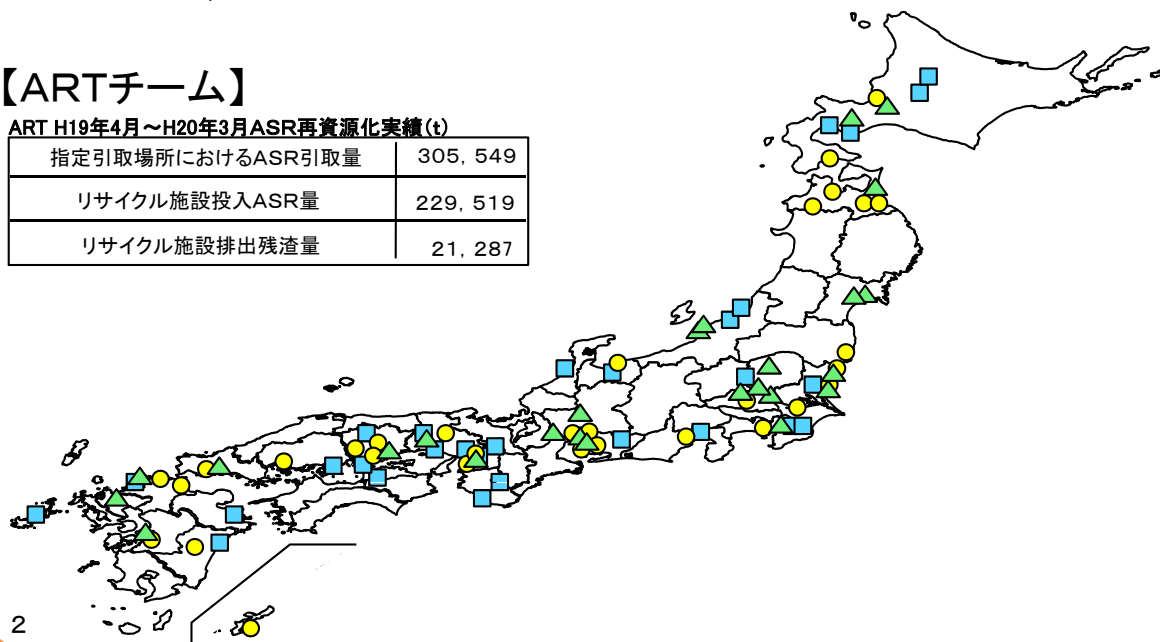 【ARTチーム】
ART H19年4月～H20年3月ASR再資源化実績(t)
指定引取場所におけるASR引取量 305, 549
リサイクル施設投入ASR量 229, 519
リサイクル施設排出残渣量 21, 287
2